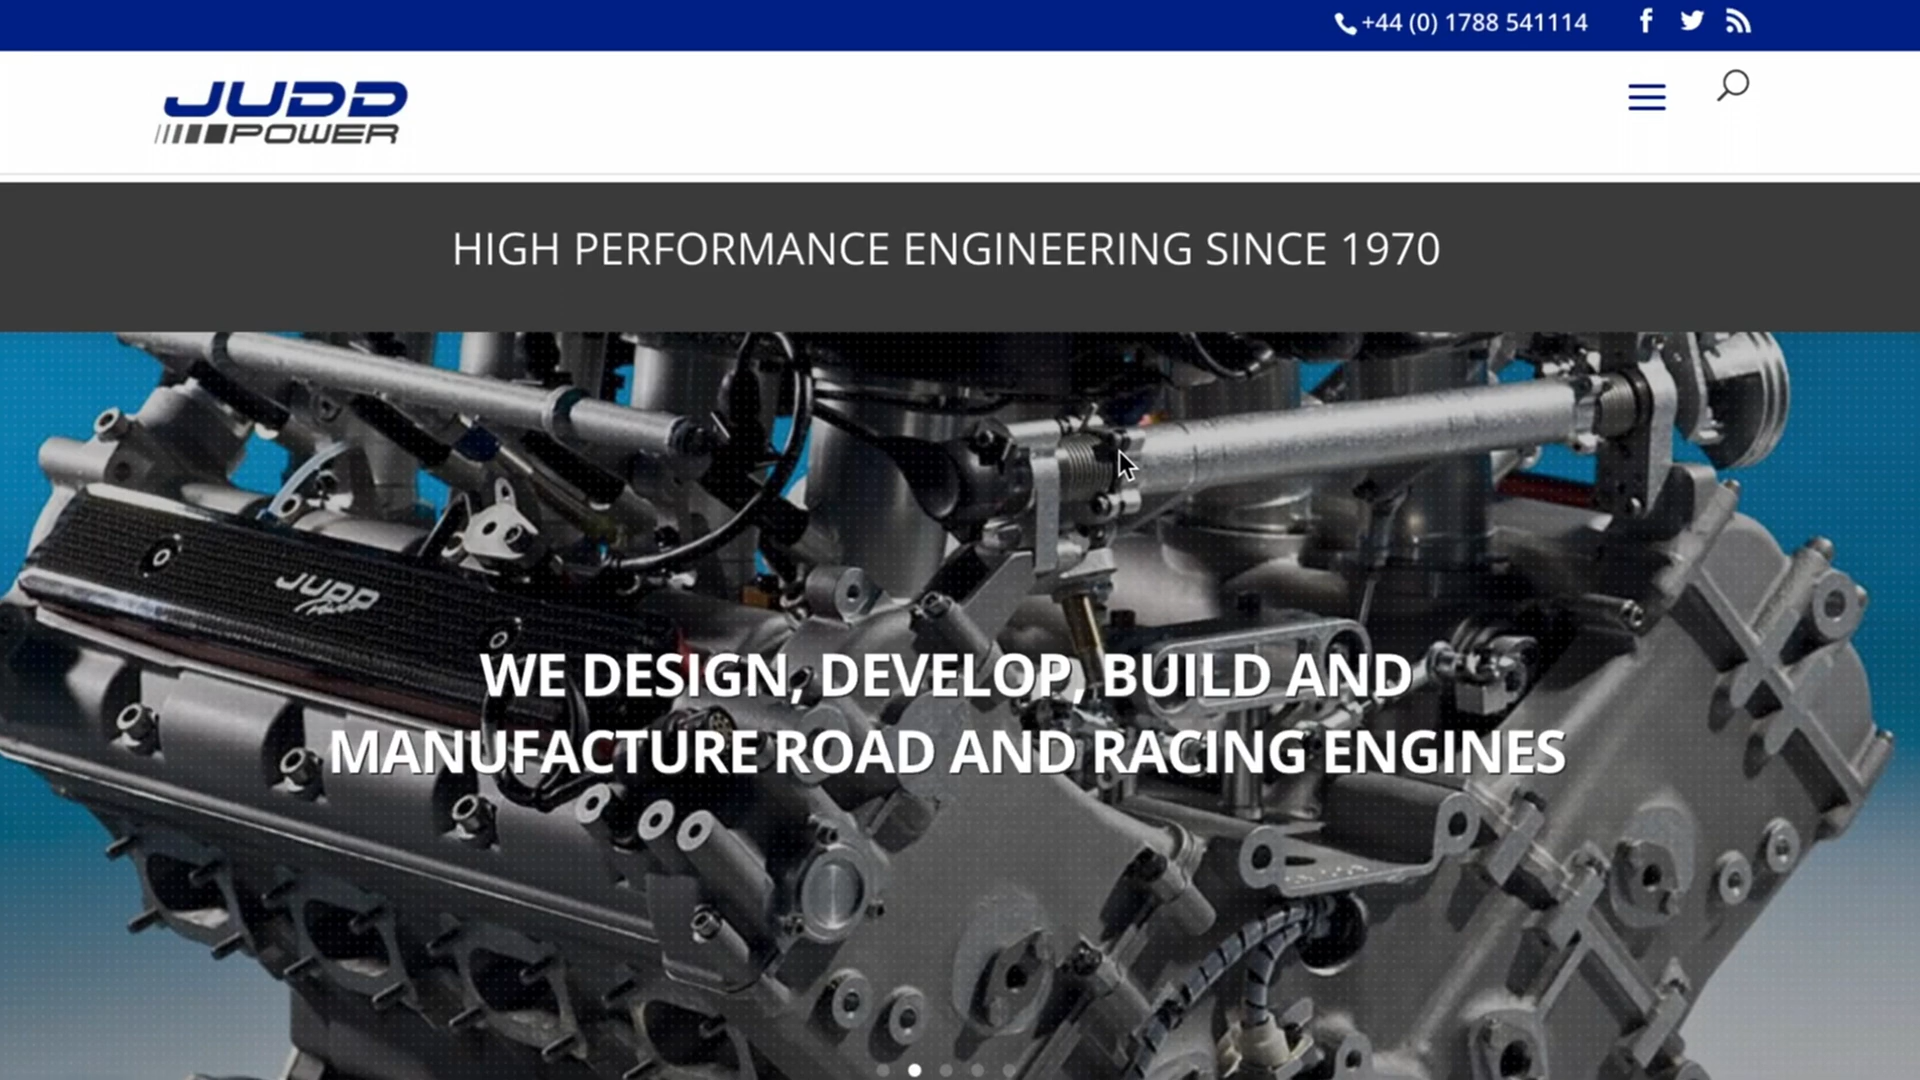 +44 (0) 1788 541114
JUDD
POWER
HIGH PERFORMANCE ENGINEERING SINCE 1970
JUDD
Power
WE DESIGN, DEVELOP, BUILD AND
MANUFACTURE ROAD AND RACING ENGINES